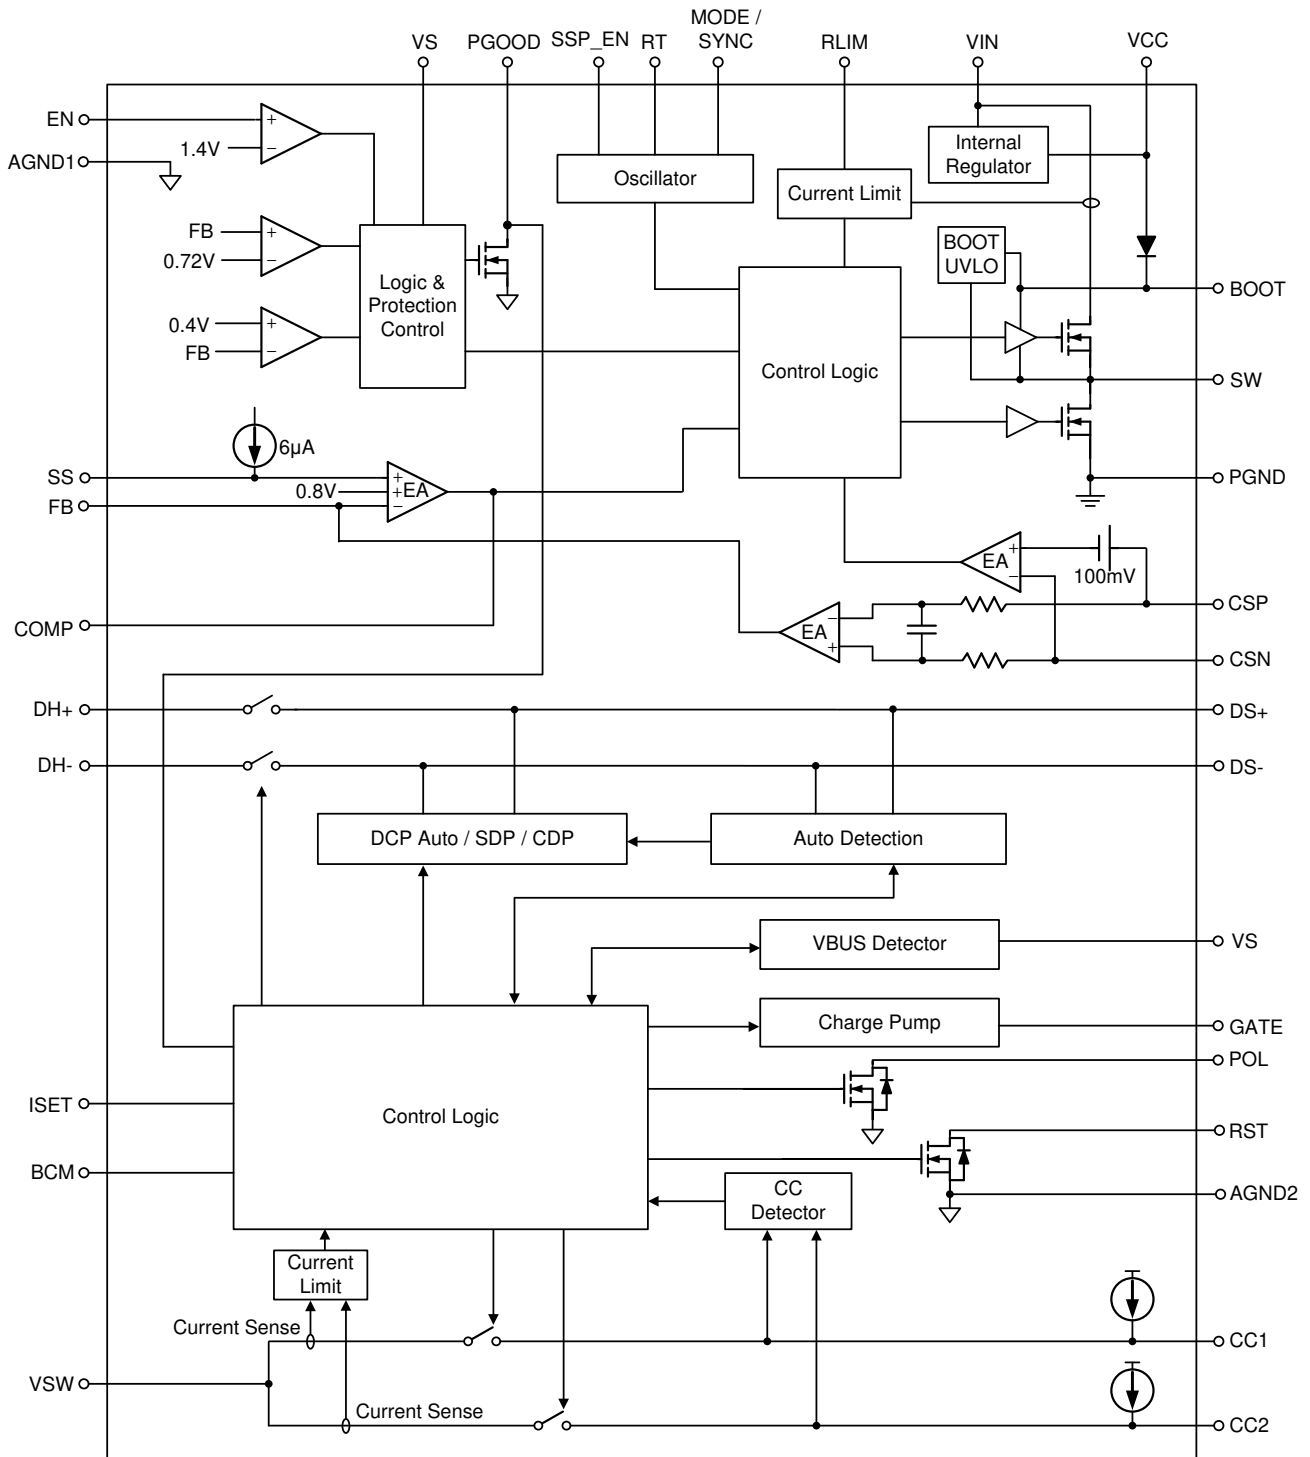 MODE /
VS PGOOD SSP_EN RT SYNC RLIM VIN VCC
EN
1.4V
AGND1
Internal
Regulator
Oscillator
Current Limit
FB
0.72V
BOOT
UVLO
Logic &
Protection
Control
BOOT
0.4V
FB
Control Logic
SW
6µA
SS
0.8V
EA
FB
PGND
EA
100mV
CSP
COMP
EA
CSN
DH+
DS+
DH-
DS-
DCP Auto / SDP / CDP
Auto Detection
VBUS Detector
VS
Charge Pump
GATE
POL
ISET
Control Logic
RST
BCM
CC
Detector
AGND2
Current
Limit
Current Sense
CC1
VSW
Current Sense
CC2